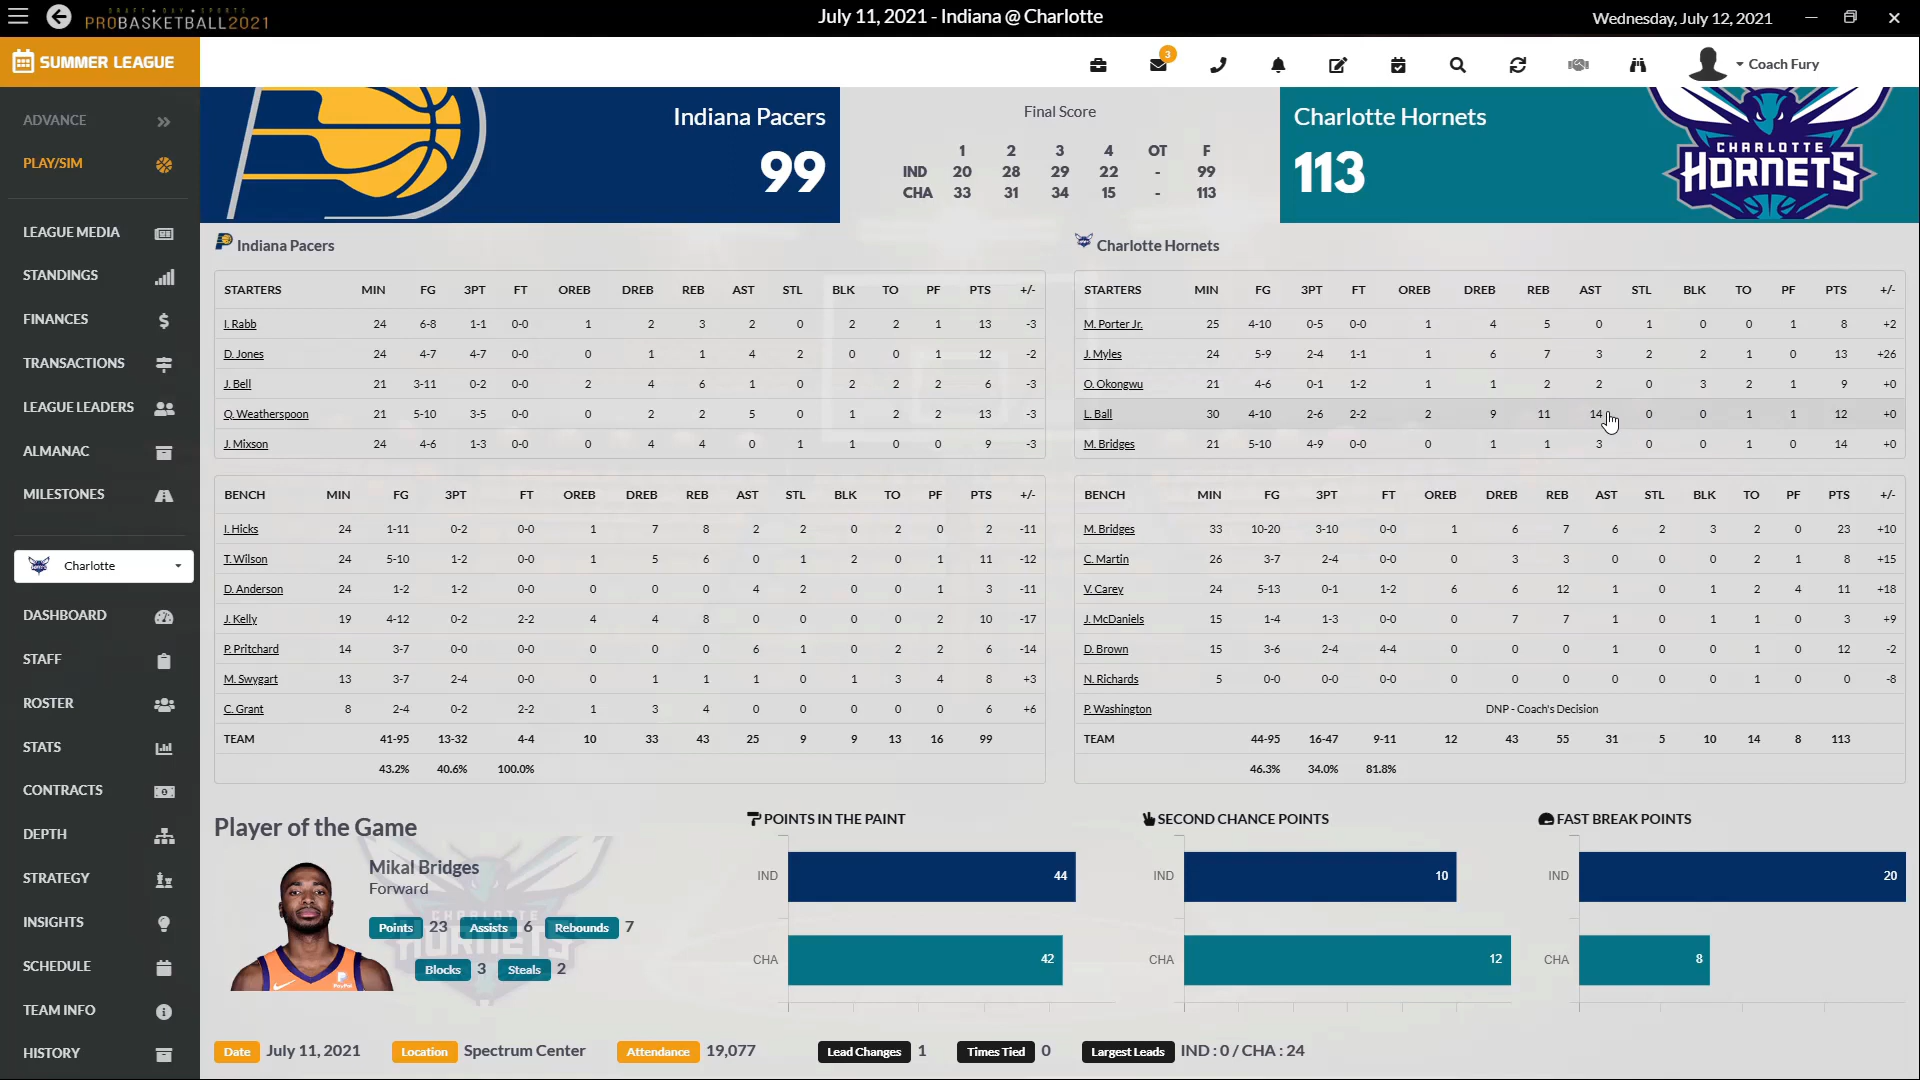 DRAFT • DAY • SPORTS
PROBASKETBALL2021
July 11, 2021 - Indiana @ Charlotte
Wednesday, July 12, 2021
SUMMER LEAGUE
3
Coach Fury
ADVANCE
PLAY/SIM
LEAGUE MEDIA
STANDINGS
FINANCES
TRANSACTIONS
LEAGUE LEADERS
ALMANAC
MILESTONES
Charlotte
DASHBOARD
STAFF
ROSTER
STATS
CONTRACTS
DEPTH
STRATEGY
INSIGHTS
SCHEDULE
TEAM INFO
HISTORY
Indiana Pacers
99
Final Score
1 2 3 4 OT F
IND 20 28 29 22 - 99
CHA 33 31 34 15 - 113
Charlotte Hornets
113
CHARLOTTE
HORNETS
Indiana Pacers
STARTERS MIN FG 3PT FT OREB DREB REB AST STL BLK TO PF PTS +/-
I. Rabb 24 6-8 1-1 0-0 1 2 3 2 0 2 2 1 13 -3
D. Jones 24 4-7 4-7 0-0 0 1 1 4 2 0 0 1 12 -2
J. Bell 21 3-11 0-2 0-0 2 4 6 1 0 2 2 2 6 -3
Q. Weatherspoon 21 5-10 3-5 0-0 0 2 2 5 0 1 2 2 13 -3
J. Mixson 24 4-6 1-3 0-0 0 4 4 0 1 1 0 0 9 -3
BENCH MIN FG 3PT FT OREB DREB REB AST STL BLK TO PF PTS +/-
I. Hicks 24 1-11 0-2 0-0 1 7 8 2 2 0 2 0 2 -11
T. Wilson 24 5-10 1-2 0-0 1 5 6 0 1 2 0 1 11 -12
D. Anderson 24 1-2 1-2 0-0 0 0 0 4 2 0 0 1 3 -11
J. Kelly 19 4-12 0-2 2-2 4 4 8 0 0 0 0 2 10 -17
P. Pritchard 14 3-7 0-0 0-0 0 0 0 6 1 0 2 2 6 -14
M. Swygart 13 3-7 2-4 0-0 0 1 1 1 0 1 3 4 8 +3
C. Grant 8 2-4 0-2 2-2 1 3 4 0 0 0 0 0 6 +6
TEAM 41-95 13-32 4-4 10 33 43 25 9 9 13 16 99
43.2% 40.6% 100.0%
Charlotte Hornets
STARTERS MIN FG 3PT FT OREB DREB REB AST STL BLK TO PF PTS +/-
M. Porter Jr. 25 4-10 0-5 0-0 1 4 5 0 1 0 0 1 8 +2
J. Myles 24 5-9 2-4 1-1 1 6 7 3 2 2 1 0 13 +26
O. Okongwu 21 4-6 0-1 1-2 1 1 2 2 0 3 2 1 9 +0
L. Ball 30 4-10 2-6 2-2 2 9 11 14 0 0 1 1 12 +0
M. Bridges 21 5-10 4-9 0-0 0 1 1 3 0 0 1 0 14 +0
BENCH MIN FG 3PT FT OREB DREB REB AST STL BLK TO PF PTS +/-
M. Bridges 33 10-20 3-10 0-0 1 6 7 6 2 3 2 0 23 +10
C. Martin 26 3-7 2-4 0-0 0 3 3 0 0 0 2 1 8 +15
V. Carey 24 5-13 0-1 1-2 6 6 12 1 0 1 2 4 11 +18
J. McDaniels 15 1-4 1-3 0-0 0 7 7 1 0 1 1 0 3 +9
D. Brown 15 3-6 2-4 4-4 0 0 0 1 0 0 1 0 12 -2
N. Richards 5 0-0 0-0 0-0 0 0 0 0 0 0 1 0 0 -8
P. Washington DNP - Coach's Decision
TEAM 44-95 16-47 9-11 12 43 55 31 5 10 14 8 113
46.3% 34.0% 81.8%
Player of the Game
Mikal Bridges
Forward
Points 23 Assists 6 Rebounds 7
Blocks 3 Steals 2
CHARLOTTE
HORNETS
PayPal
POINTS IN THE PAINT
IND 44
CHA 42
SECOND CHANCE POINTS
IND 10
CHA 12
FAST BREAK POINTS
IND 20
CHA 8
Date July 11, 2021 Location Spectrum Center Attendance 19,077 Lead Changes 1 Times Tied 0 Largest Leads IND : 0 / CHA : 24